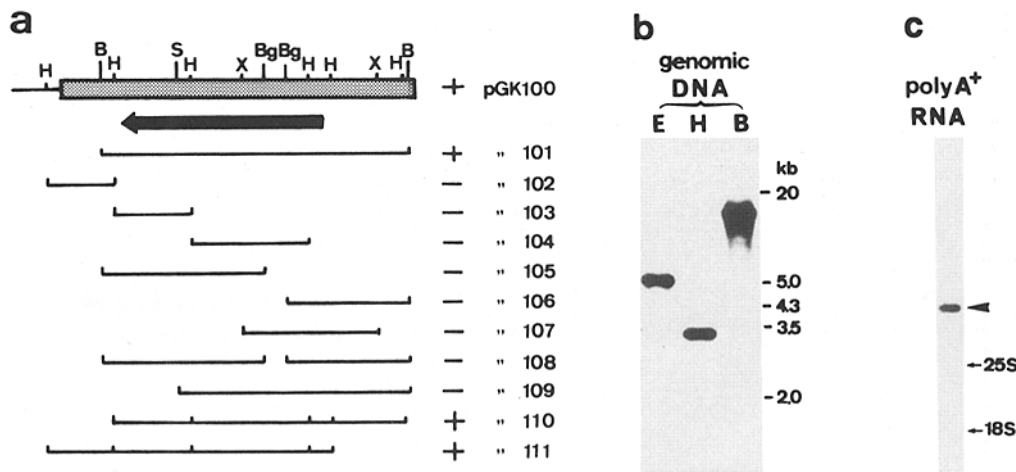 a
H B H S H X Bg Bg H H X H B
+ pGK100
+ " 101
− " 102
− " 103
− " 104
− " 105
− " 106
− " 107
− " 108
− " 109
+ " 110
+ " 111
b
genomic
DNA
E H B
kb
- 20
- 5.0
- 4.3
- 3.5
- 2.0
c
polyA+
RNA
25S
18S